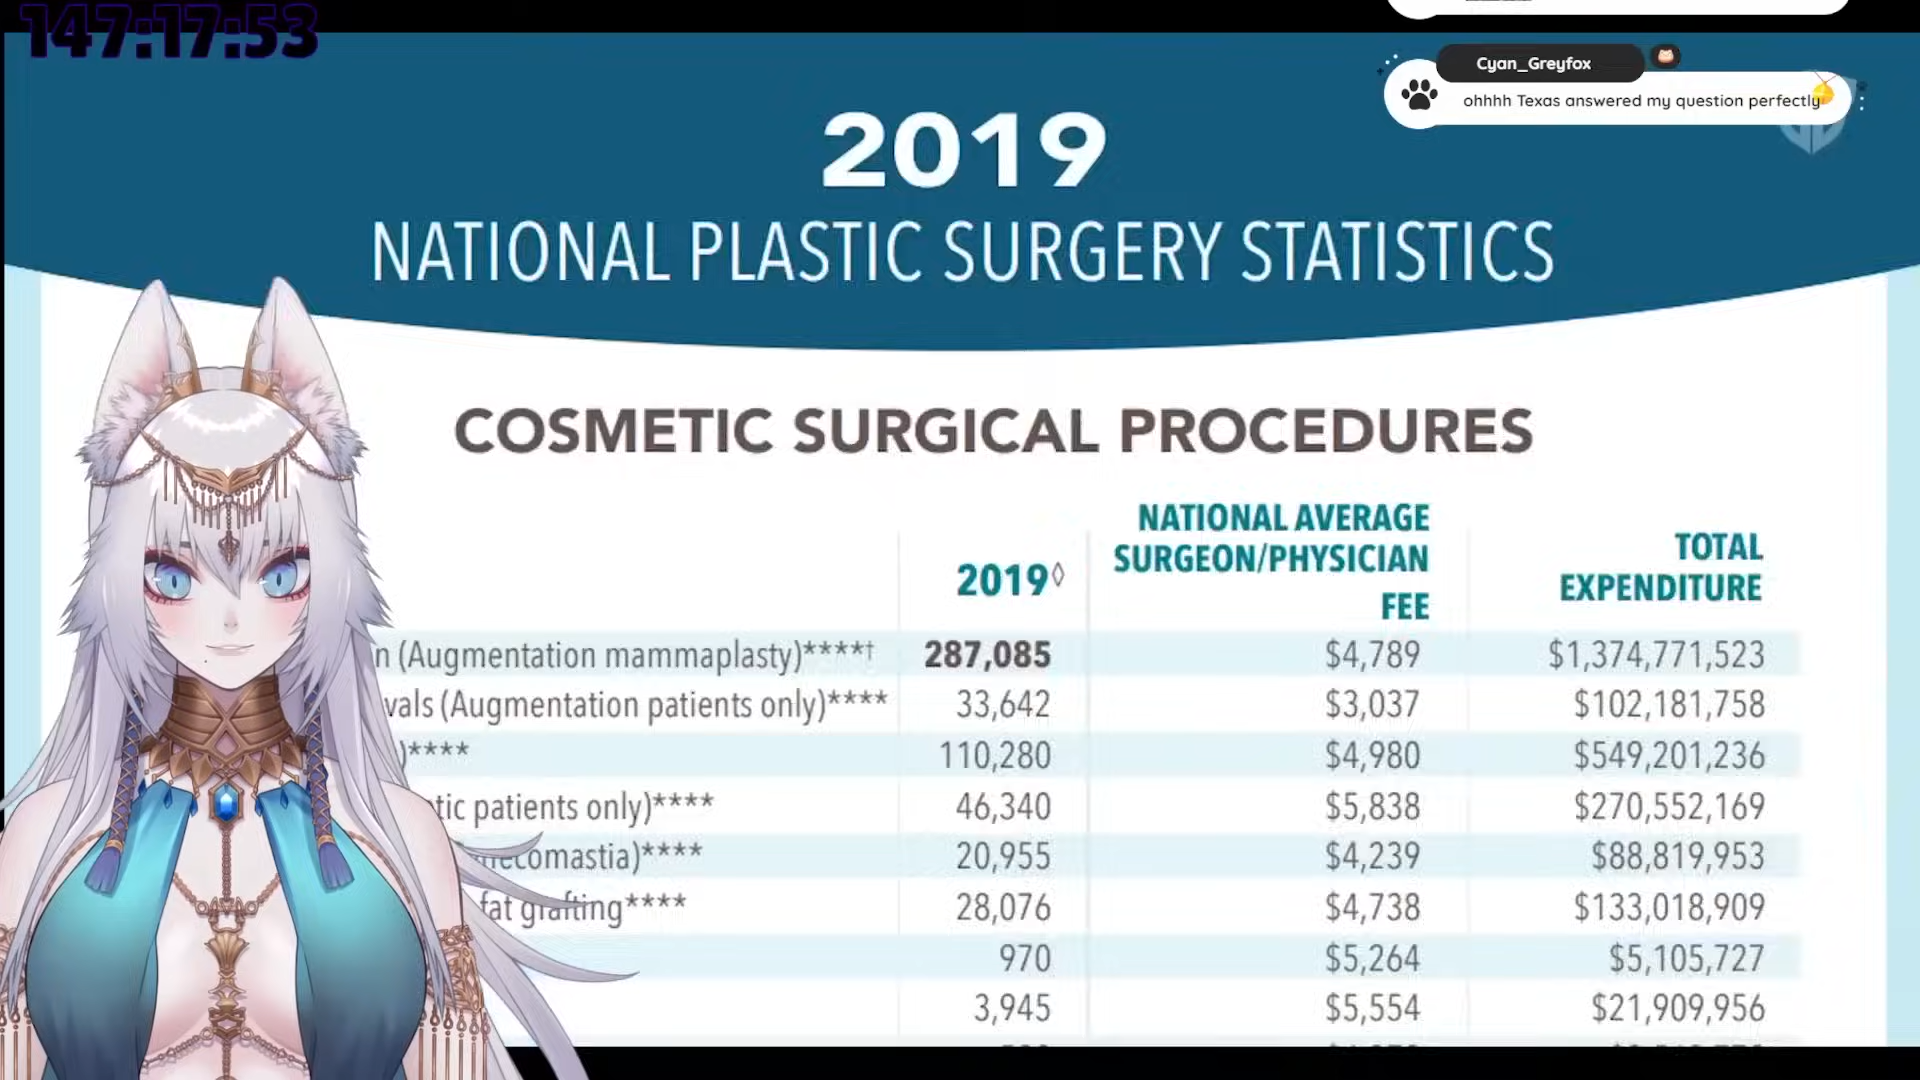 147:17:53
Cyan_Greyfox
ohhhh Texas answered my question perfectly
2019
NATIONAL PLASTIC SURGERY STATISTICS
COSMETIC SURGICAL PROCEDURES
2019◊
NATIONAL AVERAGE
SURGEON/PHYSICIAN
FEE
TOTAL
EXPENDITURE
n (Augmentation mammaplasty)****† 287,085 $4,789 $1,374,771,523
vals (Augmentation patients only)**** 33,642 $3,037 $102,181,758
)**** 110,280 $4,980 $549,201,236
tic patients only)**** 46,340 $5,838 $270,552,169
necomastia)**** 20,955 $4,239 $88,819,953
fat grafting**** 28,076 $4,738 $133,018,909
970 $5,264 $5,105,727
3,945 $5,554 $21,909,956